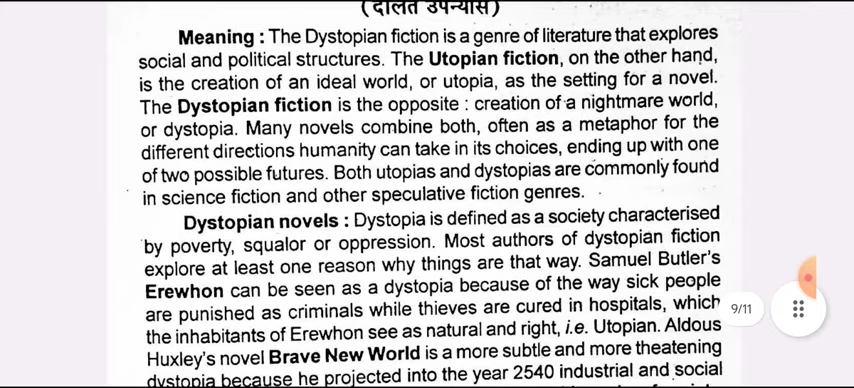 (दलित उपन्यास)
Meaning : The Dystopian fiction is a genre of literature that explores
social and political structures. The Utopian fiction, on the other hand,
is the creation of an ideal world, or utopia, as the setting for a novel.
The Dystopian fiction is the opposite : creation of a nightmare world,
or dystopia. Many novels combine both, often as a metaphor for the
different directions humanity can take in its choices, ending up with one
of two possible futures. Both utopias and dystopias are commonly found
in science fiction and other speculative fiction genres.
Dystopian novels : Dystopia is defined as a society characterised
by poverty, squalor or oppression. Most authors of dystopian fiction
explore at least one reason why things are that way. Samuel Butler's
Erewhon can be seen as a dystopia because of the way sick people
are punished as criminals while thieves are cured in hospitals, which
the inhabitants of Erewhon see as natural and right, i.e. Utopian. Aldous
Huxley's novel Brave New World is a more subtle and more theatening
dystopia because he projected into the year 2540 industrial and social
9/11